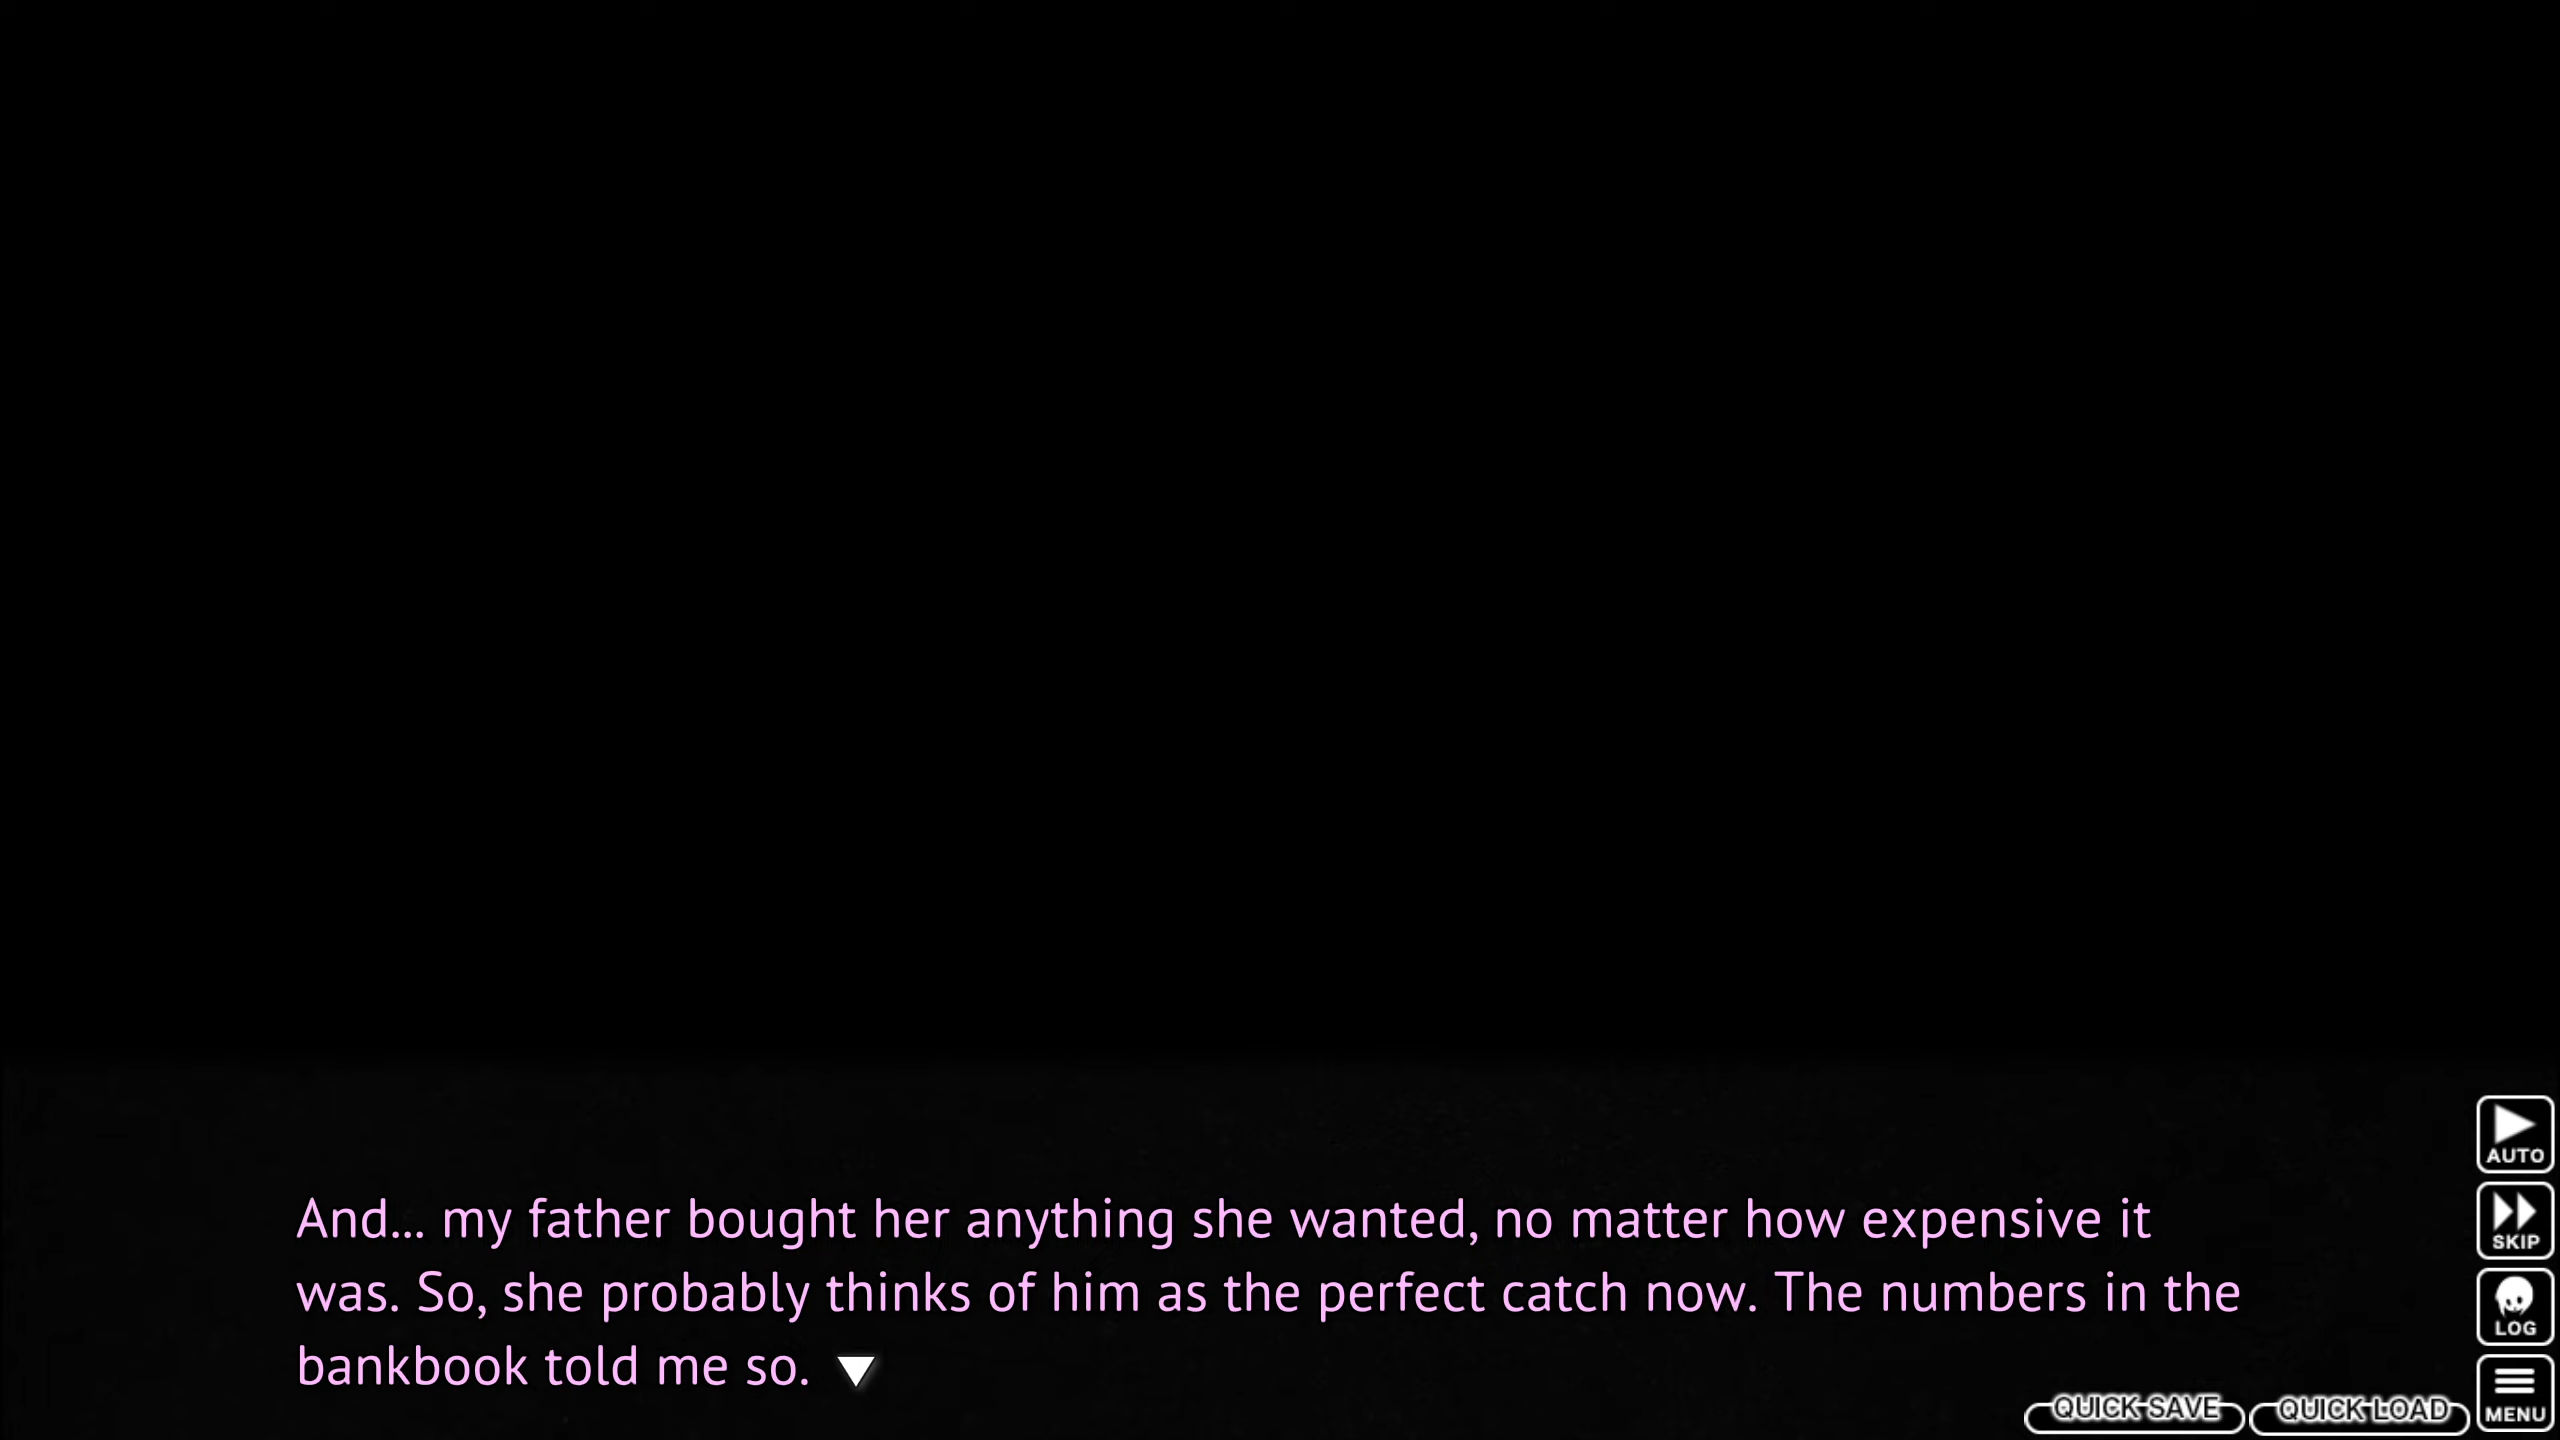 And... my father bought her anything she wanted, no matter how expensive it
was. So, she probably thinks of him as the perfect catch now. The numbers in the
bankbook told me so.
AUTO
SKIP
LOG
MENU
QUICK SAVE
QUICK LOAD